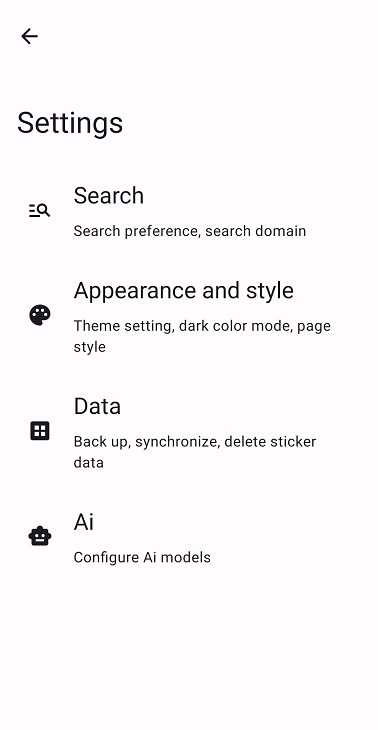 Settings
Search
Search preference, search domain
Appearance and style
Theme setting, dark color mode, page
style
Data
Back up, synchronize, delete sticker
data
Ai
Configure Ai models